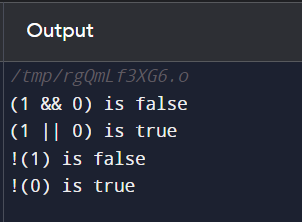 Output
/tmp/rgQmLf3XG6.o
(1 && 0) is false
(1 || 0) is true
!(1) is false
!(0) is true